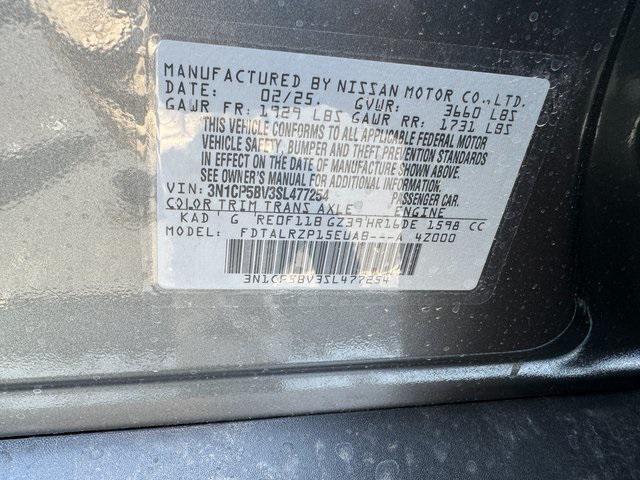 MANUFACTURED BY NISSAN MOTOR CO.,LTD.
DATE: 02/25. GVWR: 3660 LBS
GAWR FR: 1929 LBS GAWR RR: 1731 LBS
THIS VEHICLE CONFORMS TO ALL APPLICABLE FEDERAL MOTOR
VEHICLE SAFETY, BUMPER AND THEFT PREVENTION STANDARDS
IN EFFECT ON THE DATE OF MANUFACTURE SHOWN ABOVE.
SEE OWNER'S MANUAL FOR ADDITIONAL INFORMATION.
VIN: 3N1CP5BV3SL477254 PASSENGER CAR.
COLOR TRIM TRANS AXLE ENGINE
KAD G RE0F11B GZ39 HR16DE 1598 CC
MODEL: FDTALRZP15EUAB---A 4Z000
3N1CP5BV3SL477254